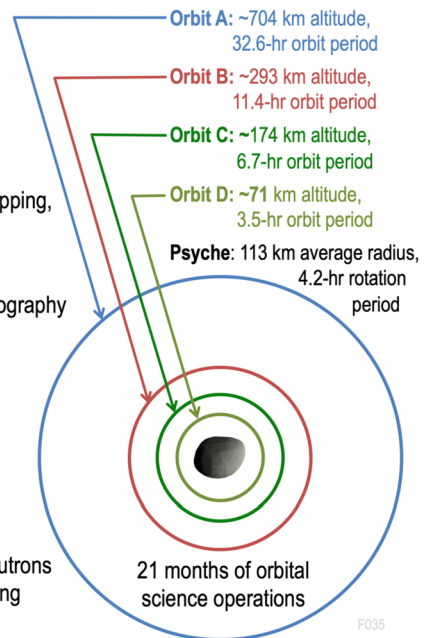 Orbit A: ~704 km altitude,
32.6-hr orbit period
Orbit B: ~293 km altitude,
11.4-hr orbit period
Orbit C: ~174 km altitude,
6.7-hr orbit period
Orbit D: ~71 km altitude,
3.5-hr orbit period
pping,
Psyche: 113 km average radius,
4.2-hr rotation
period
ography
utrons
ng
21 months of orbital
science operations
F035